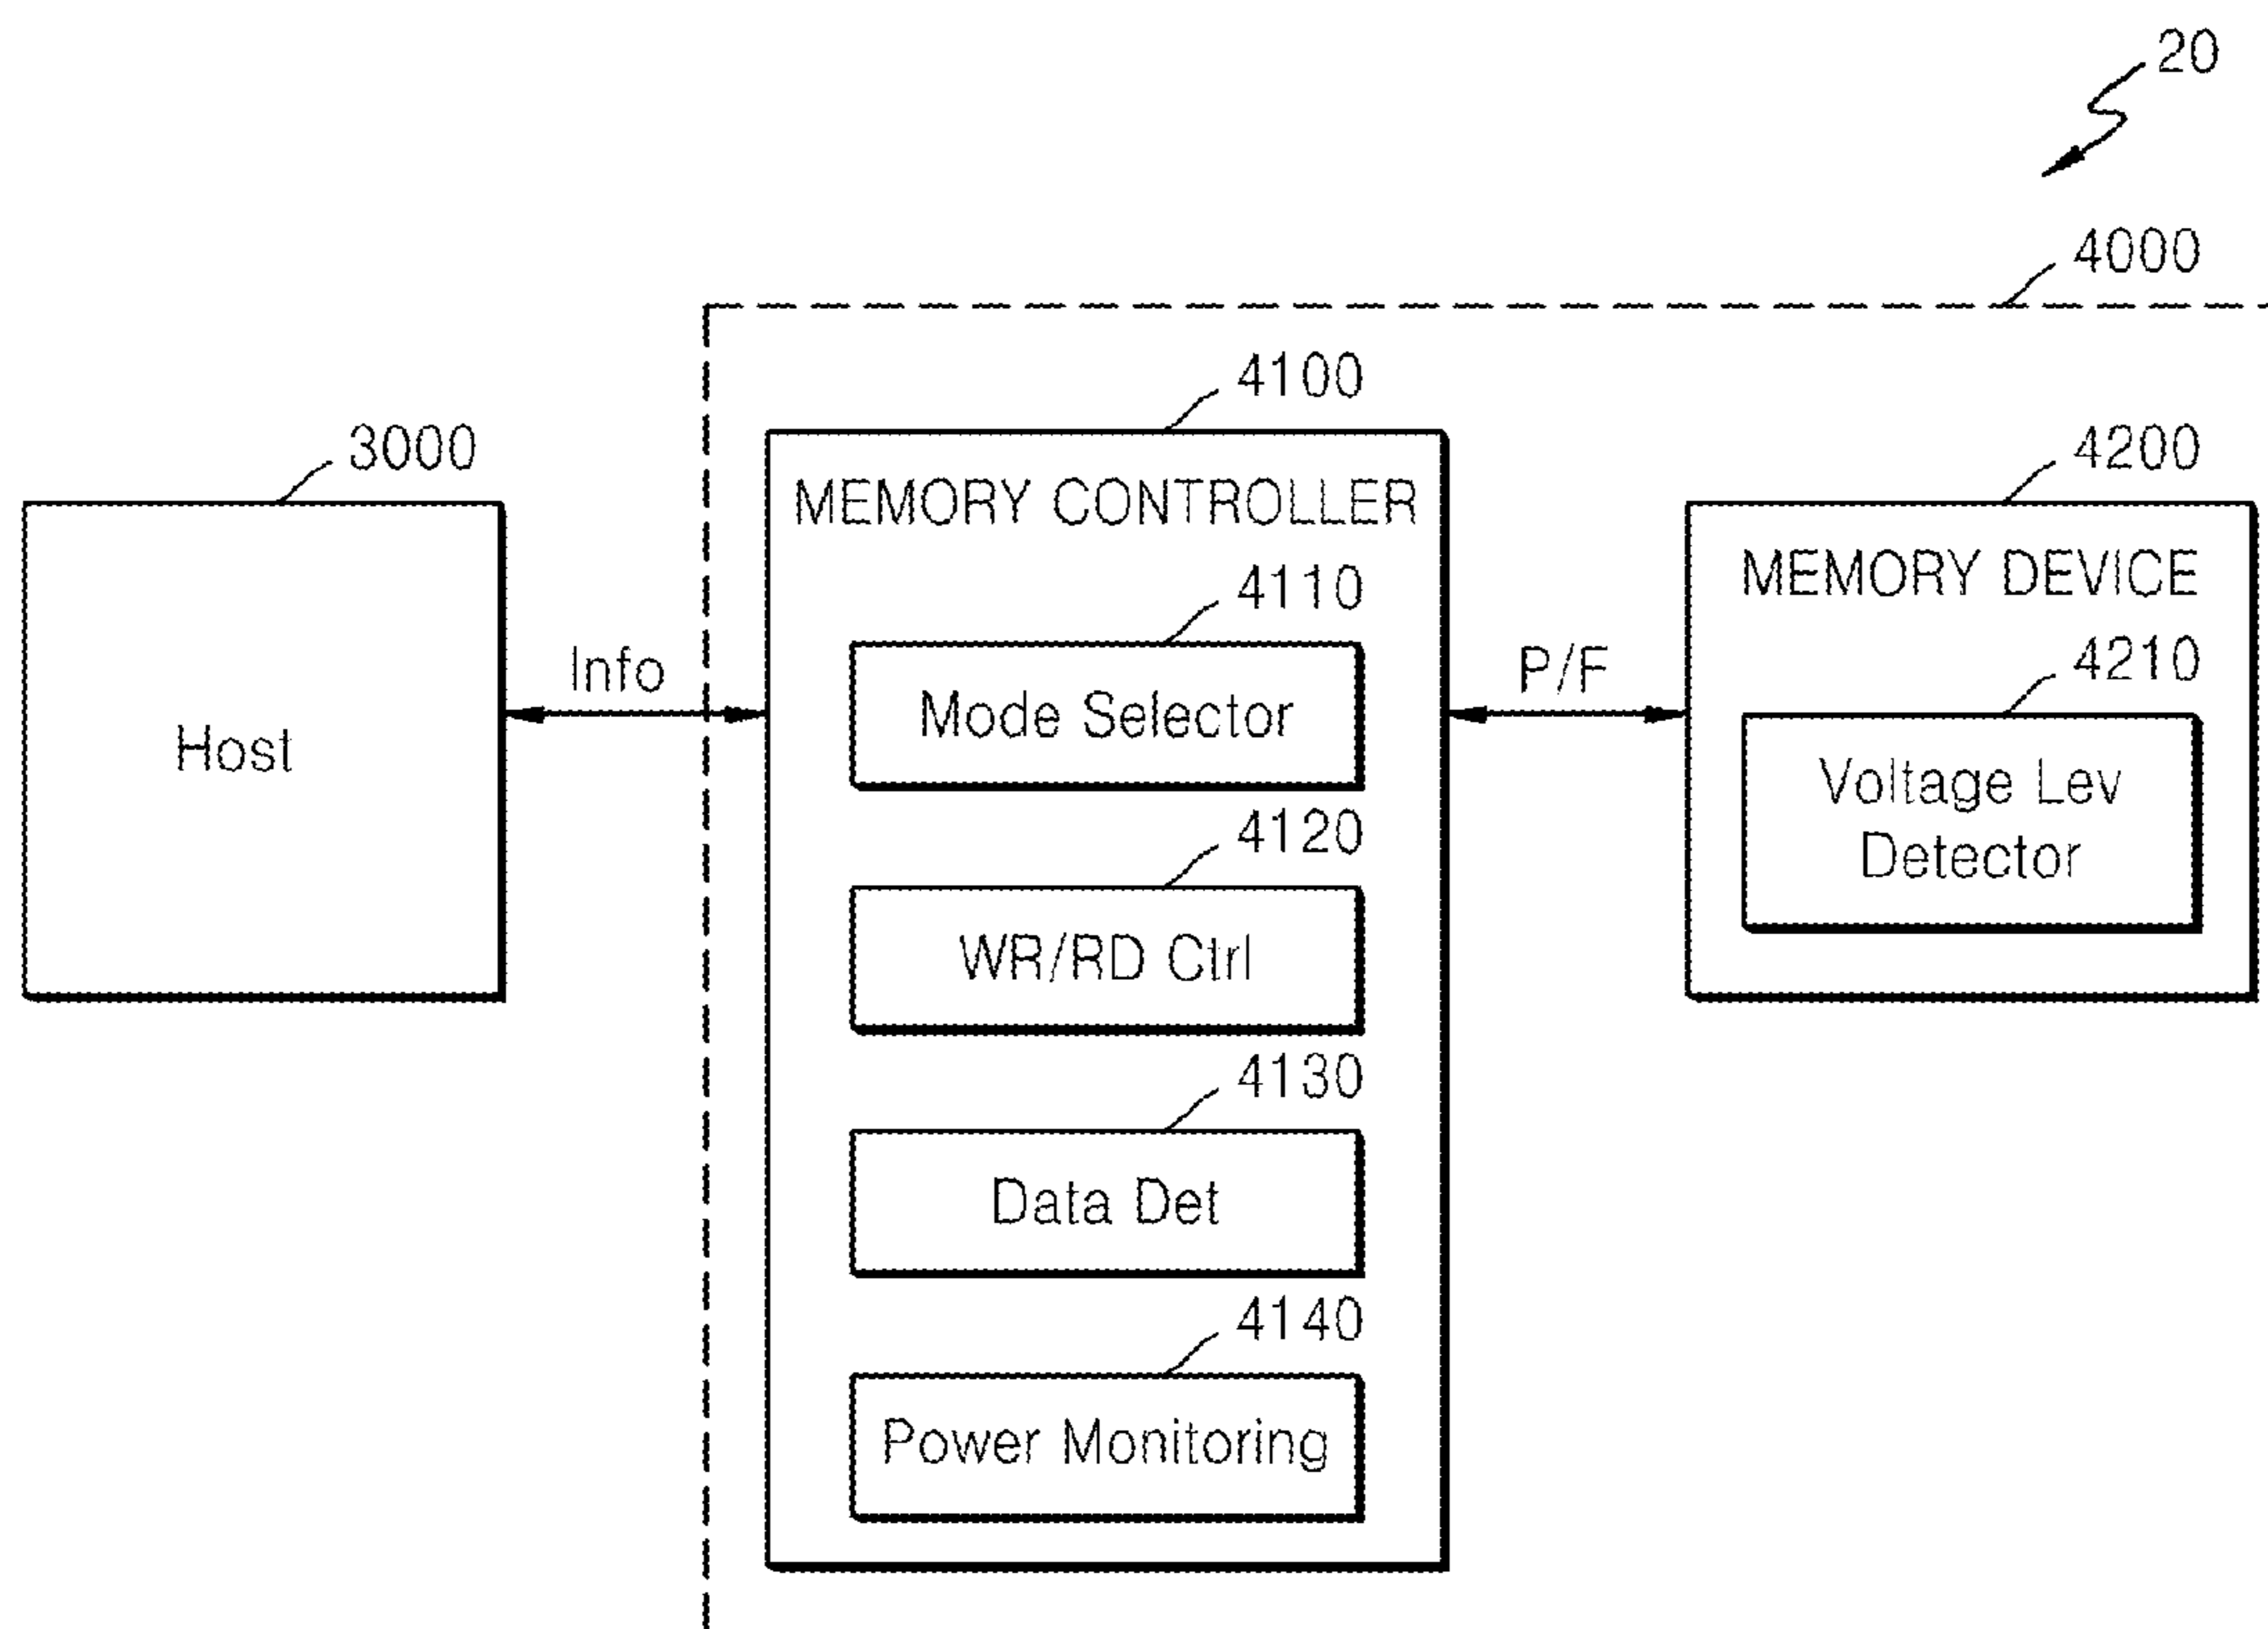 20
4000
4100
3000
4200
MEMORY CONTROLLER
MEMORY DEVICE
4110
4210
Info
P/F
Mode Selector
Host
Voltage Lev
Detector
4120
WR/RD Ctrl
4130
Data Det
4140
Power Monitoring